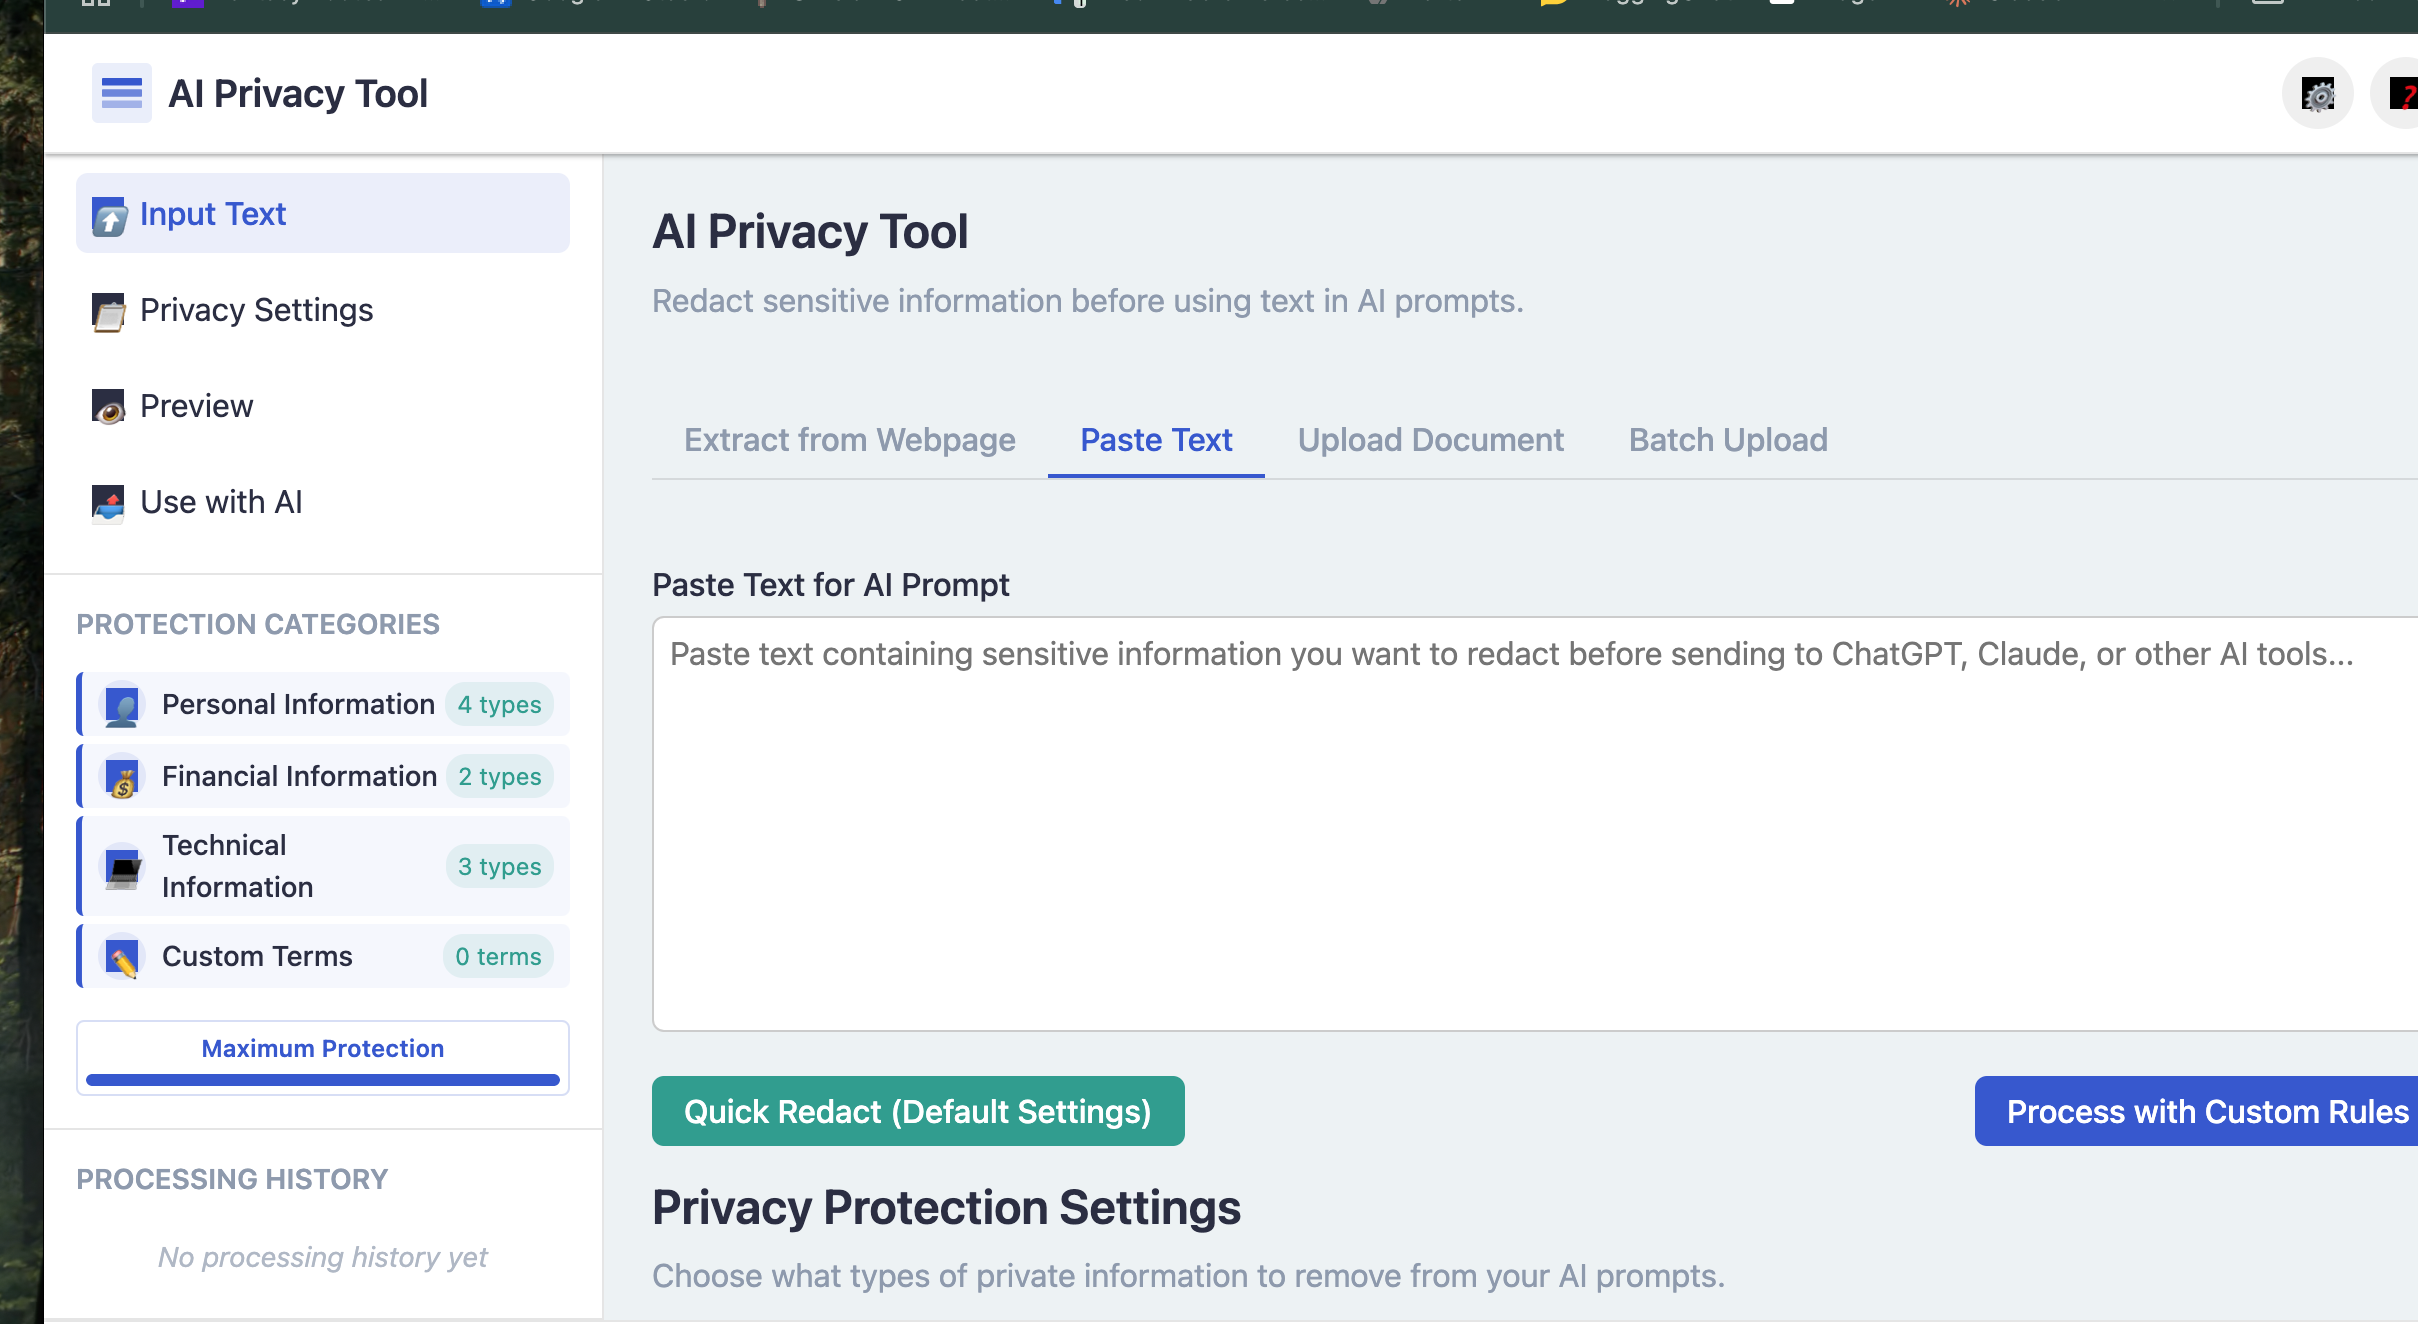 AI Privacy Tool
Input Text
Privacy Settings
Preview
Use with AI
PROTECTION CATEGORIES
Personal Information 4 types
Financial Information 2 types
Technical
Information
3 types
Custom Terms 0 terms
Maximum Protection
PROCESSING HISTORY
No processing history yet
AI Privacy Tool
Redact sensitive information before using text in AI prompts.
Extract from Webpage Paste Text Upload Document Batch Upload
Paste Text for AI Prompt
Paste text containing sensitive information you want to redact before sending to ChatGPT, Claude, or other AI tools...
Quick Redact (Default Settings) Process with Custom Rules
Privacy Protection Settings
Choose what types of private information to remove from your AI prompts.